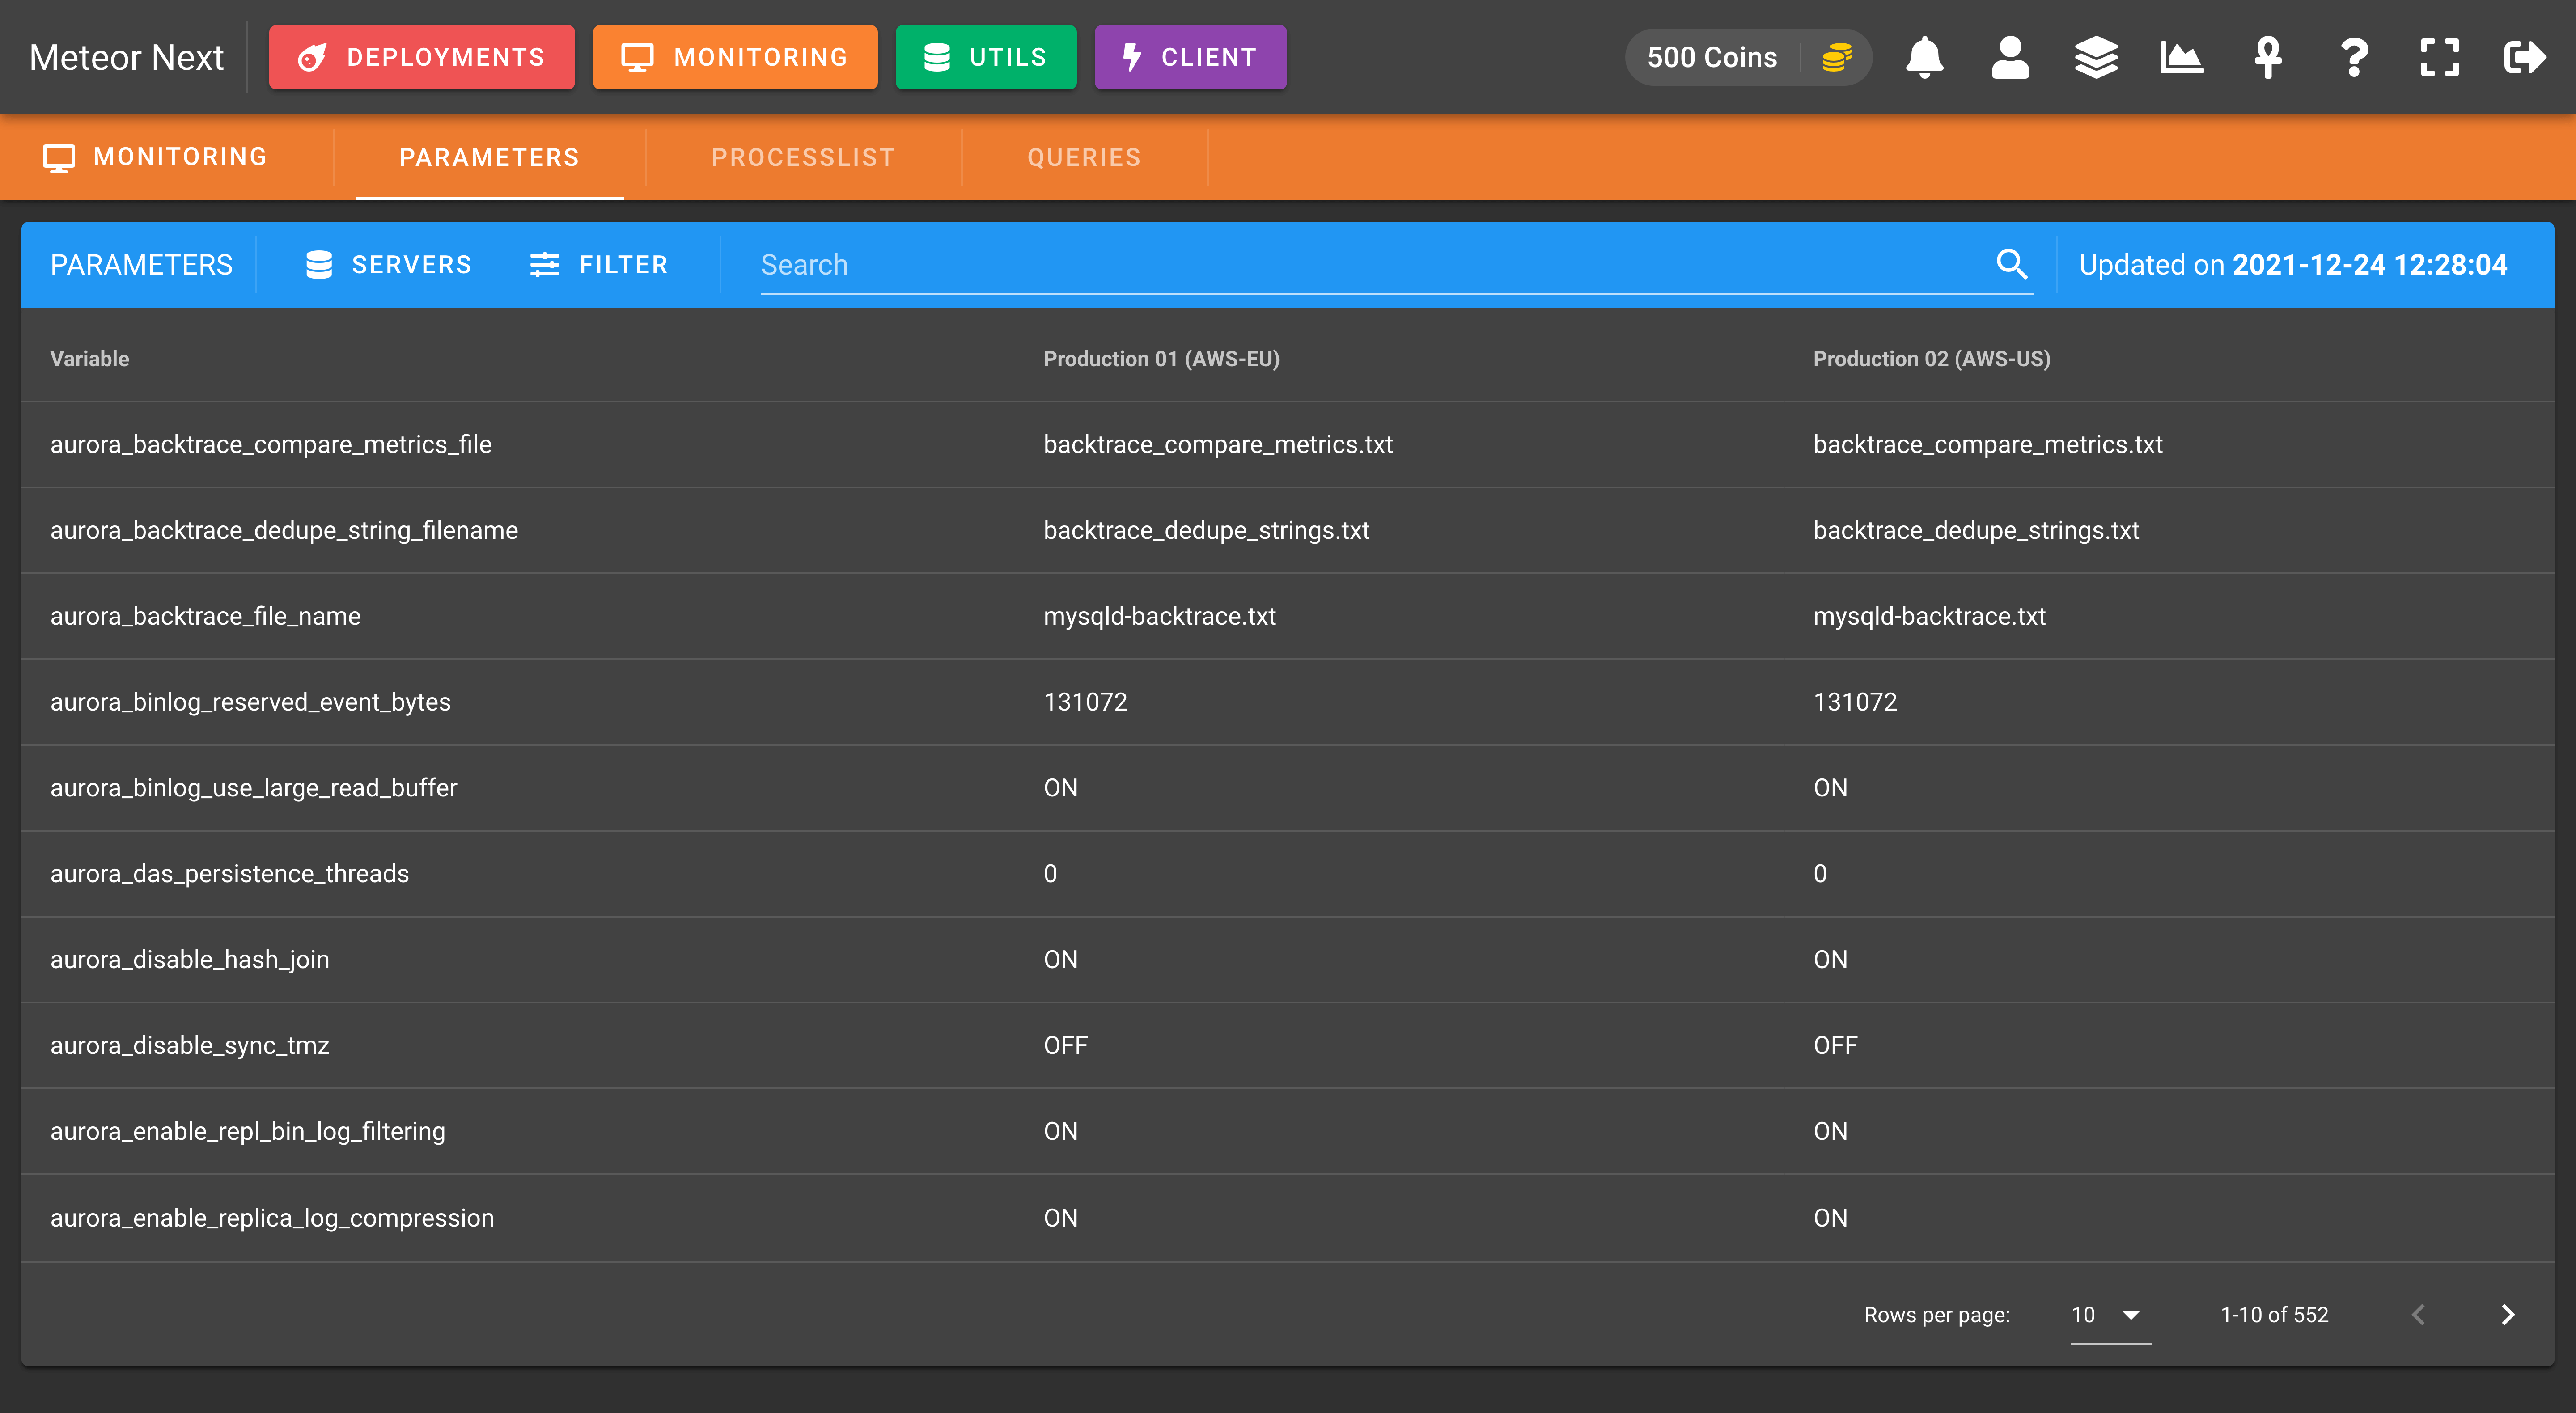 Meteor Next DEPLOYMENTS MONITORING UTILS CLIENT 500 Coins
MONITORING PARAMETERS PROCESSLIST QUERIES
PARAMETERS SERVERS FILTER Search Updated on 2021-12-24 12:28:04
Variable Production 01 (AWS-EU) Production 02 (AWS-US)
aurora_backtrace_compare_metrics_file backtrace_compare_metrics.txt backtrace_compare_metrics.txt
aurora_backtrace_dedupe_string_filename backtrace_dedupe_strings.txt backtrace_dedupe_strings.txt
aurora_backtrace_file_name mysqld-backtrace.txt mysqld-backtrace.txt
aurora_binlog_reserved_event_bytes 131072 131072
aurora_binlog_use_large_read_buffer ON ON
aurora_das_persistence_threads 0 0
aurora_disable_hash_join ON ON
aurora_disable_sync_tmz OFF OFF
aurora_enable_repl_bin_log_filtering ON ON
aurora_enable_replica_log_compression ON ON
Rows per page: 10 1-10 of 552